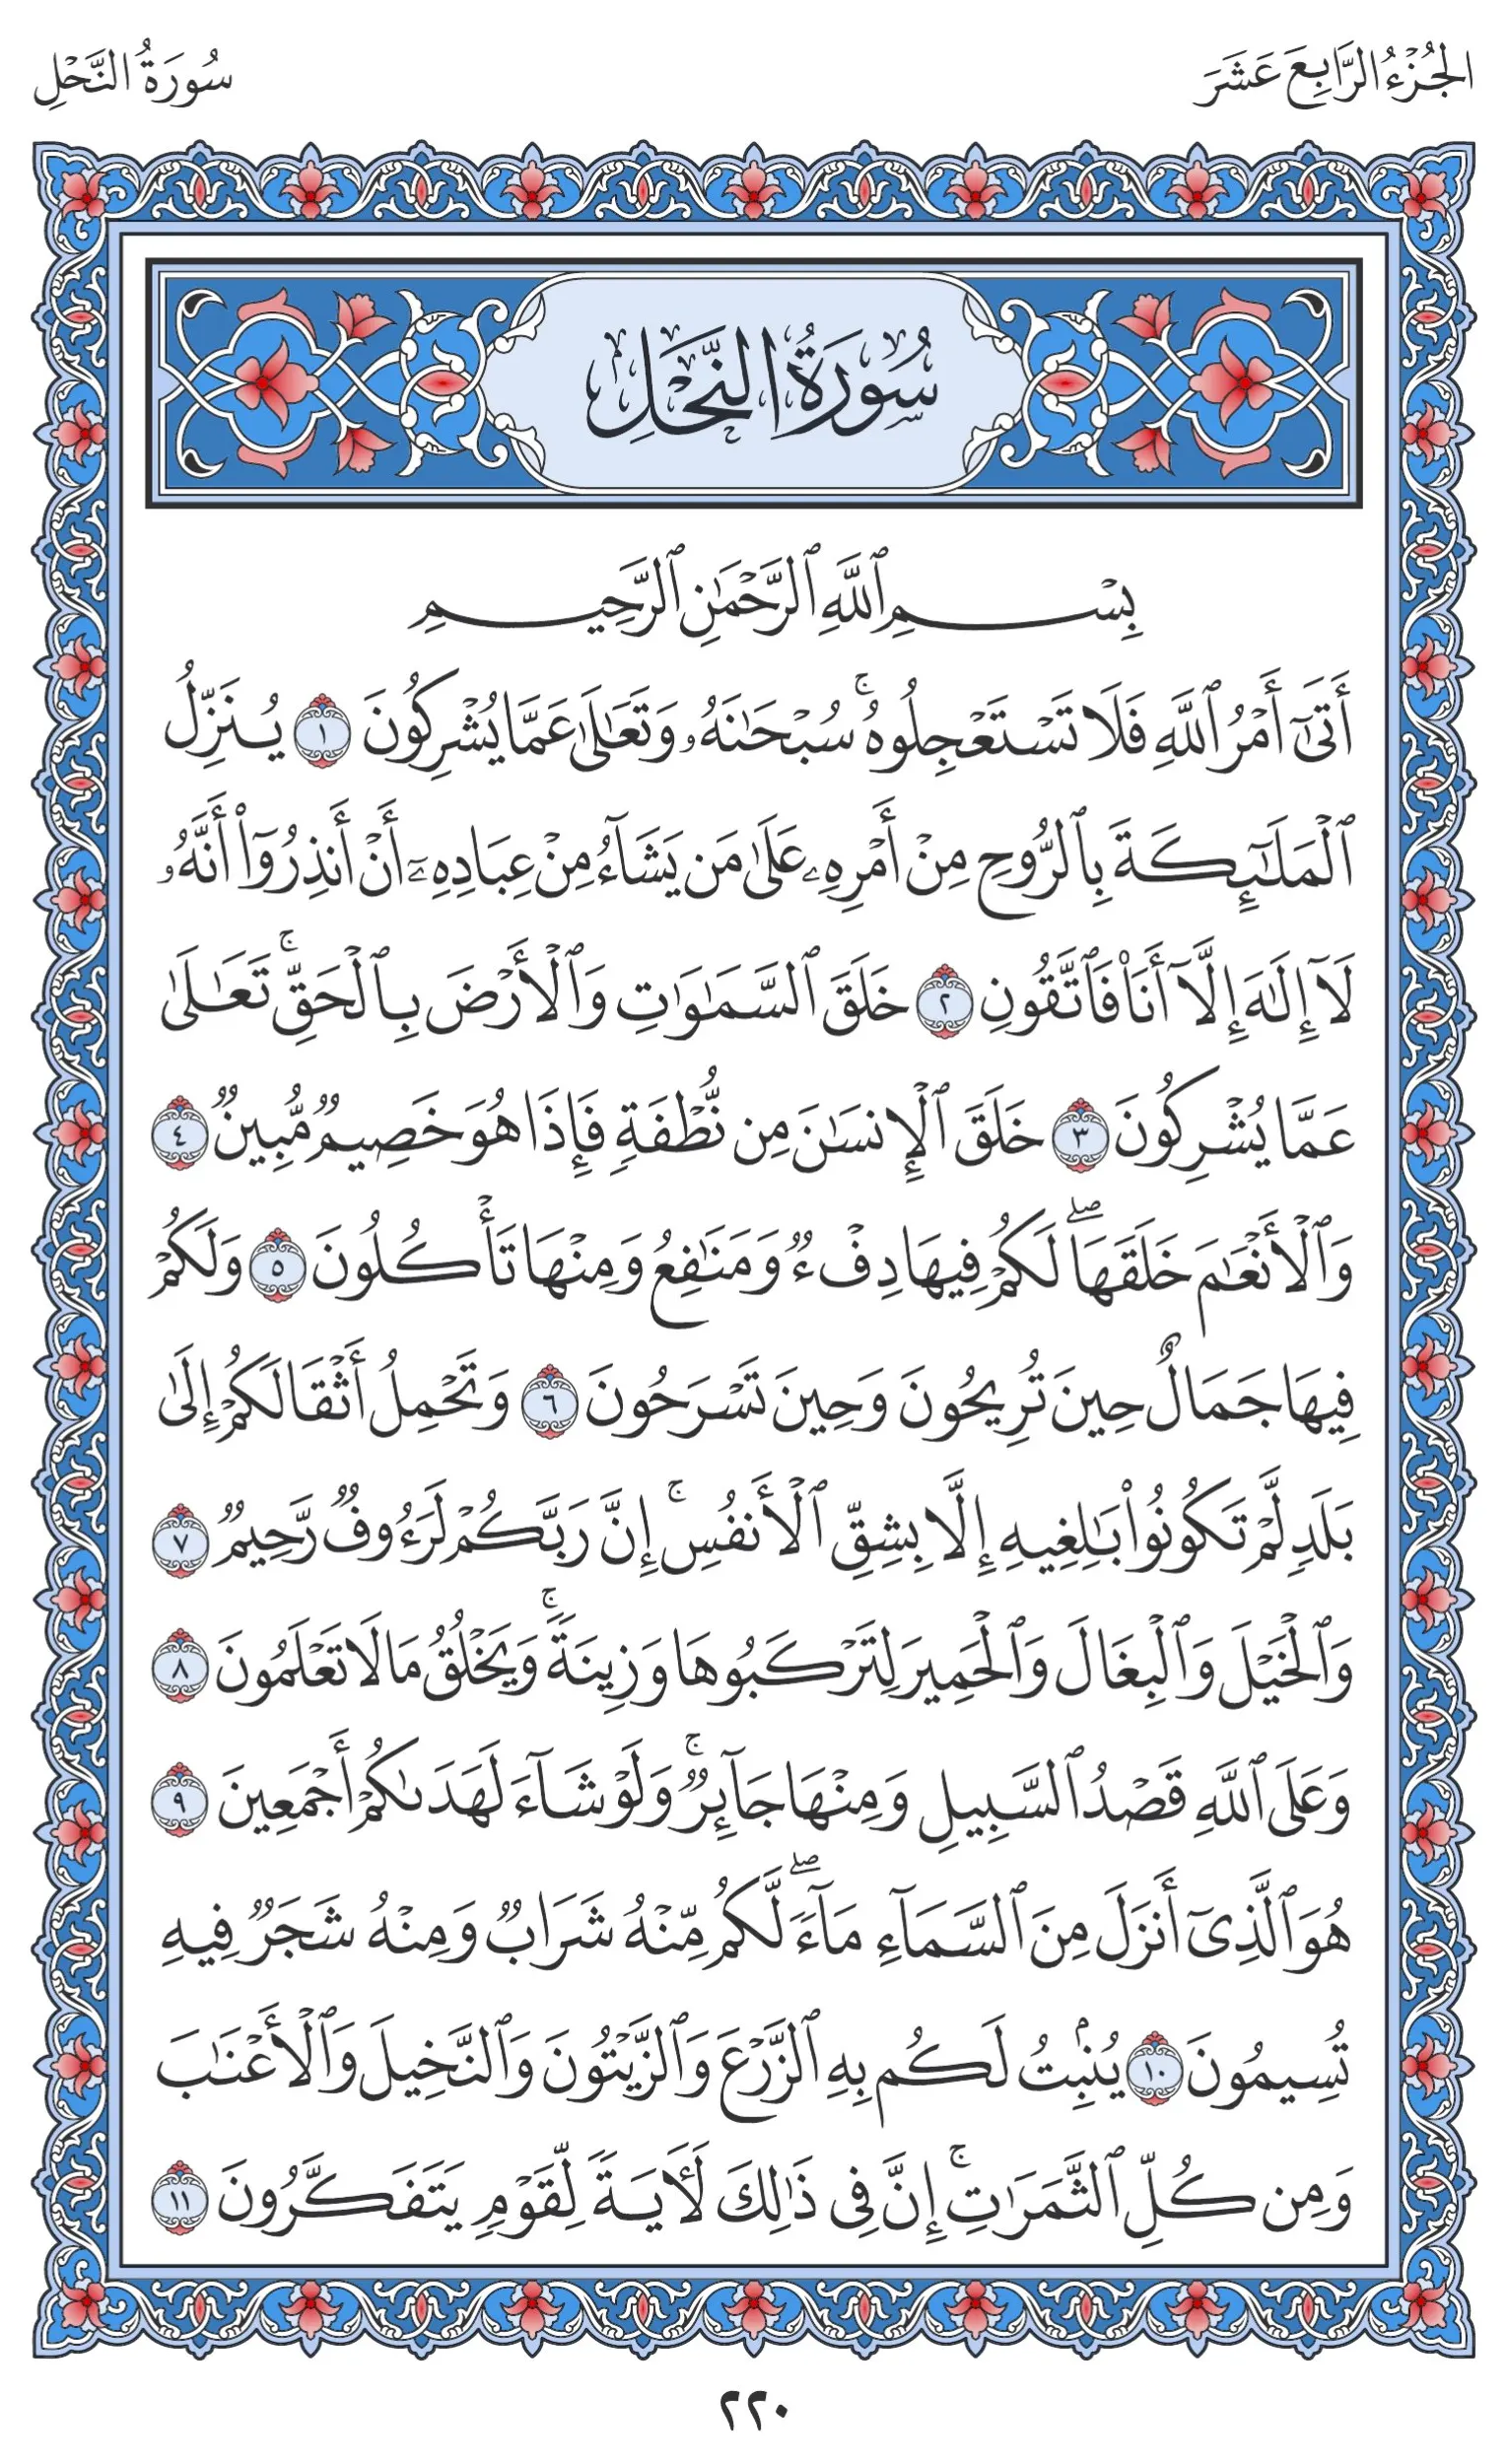 الجُزْءُ الرَّابِعَ عَشَرَ
سُورَةُ النَّحْلِ
سُورَةُ النَّحْلِ
بِسْمِ ٱللَّهِ ٱلرَّحْمَٰنِ ٱلرَّحِيمِ
أَتَىٰٓ أَمْرُ ٱللَّهِ فَلَا تَسْتَعْجِلُوهُۚ سُبْحَٰنَهُۥ وَتَعَٰلَىٰ عَمَّا يُشْرِكُونَ ١ يُنَزِّلُ
ٱلْمَلَٰٓئِكَةَ بِٱلرُّوحِ مِنْ أَمْرِهِۦ عَلَىٰ مَن يَشَآءُ مِنْ عِبَادِهِۦٓ أَنْ أَنذِرُوٓا۟ أَنَّهُۥ
لَآ إِلَٰهَ إِلَّآ أَنَا۠ فَٱتَّقُونِ ٢ خَلَقَ ٱلسَّمَٰوَٰتِ وَٱلْأَرْضَ بِٱلْحَقِّۚ تَعَٰلَىٰ
عَمَّا يُشْرِكُونَ ٣ خَلَقَ ٱلْإِنسَٰنَ مِن نُّطْفَةٍ فَإِذَا هُوَ خَصِيمٌ مُّبِينٌ ٤
وَٱلْأَنْعَٰمَ خَلَقَهَاۖ لَكُمْ فِيهَا دِفْءٌ وَمَنَٰفِعُ وَمِنْهَا تَأْكُلُونَ ٥ وَلَكُمْ
فِيهَا جَمَالٌ حِينَ تُرِيحُونَ وَحِينَ تَسْرَحُونَ ٦ وَتَحْمِلُ أَثْقَالَكُمْ إِلَىٰ
بَلَدٍ لَّمْ تَكُونُوا۟ بَٰلِغِيهِ إِلَّا بِشِقِّ ٱلْأَنفُسِۚ إِنَّ رَبَّكُمْ لَرَءُوفٌ رَّحِيمٌ ٧
وَٱلْخَيْلَ وَٱلْبِغَالَ وَٱلْحَمِيرَ لِتَرْكَبُوهَا وَزِينَةًۚ وَيَخْلُقُ مَا لَا تَعْلَمُونَ ٨
وَعَلَى ٱللَّهِ قَصْدُ ٱلسَّبِيلِ وَمِنْهَا جَآئِرٌۚ وَلَوْ شَآءَ لَهَدَىٰكُمْ أَجْمَعِينَ ٩
هُوَ ٱلَّذِىٓ أَنزَلَ مِنَ ٱلسَّمَآءِ مَآءًۖ لَّكُم مِّنْهُ شَرَابٌ وَمِنْهُ شَجَرٌ فِيهِ
تُسِيمُونَ ١٠ يُنۢبِتُ لَكُم بِهِ ٱلزَّرْعَ وَٱلزَّيْتُونَ وَٱلنَّخِيلَ وَٱلْأَعْنَٰبَ
وَمِن كُلِّ ٱلثَّمَرَٰتِۚ إِنَّ فِى ذَٰلِكَ لَءَايَةً لِّقَوْمٍ يَتَفَكَّرُونَ ١١
٢٢٠